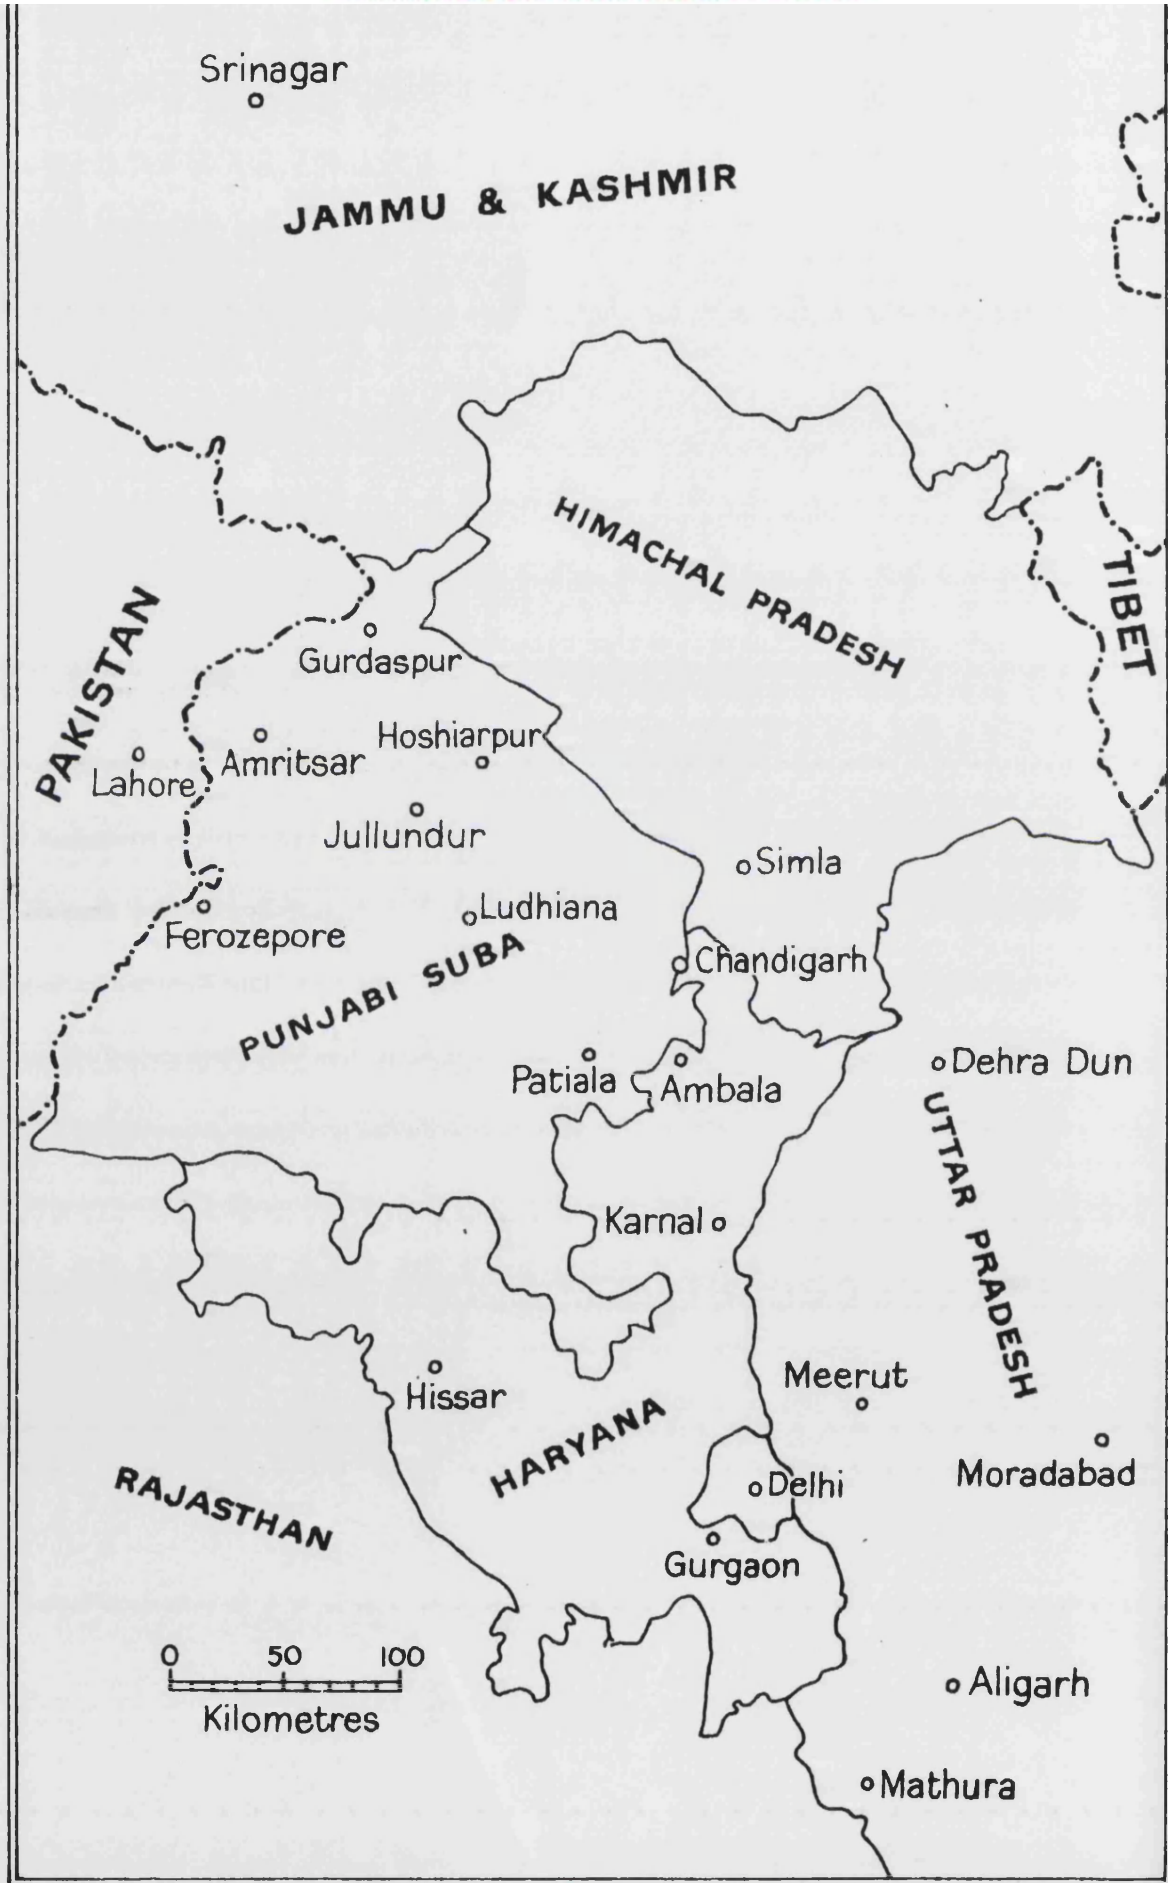 Srinagar
JAMMU & KASHMIR
HIMACHAL PRADESH
TIBET
PAKISTAN
Gurdaspur
Hoshiarpur
Amritsar
Lahore
Jullundur
Simla
Ludhiana
Ferozepore
PUNJABI SUBA
Chandigarh
Dehra Dun
Patiala
Ambala
UTTAR PRADESH
Karnal
Meerut
Hissar
HARYANA
Moradabad
RAJASTHAN
Delhi
Gurgaon
0 50 100
Kilometres
Aligarh
Mathura